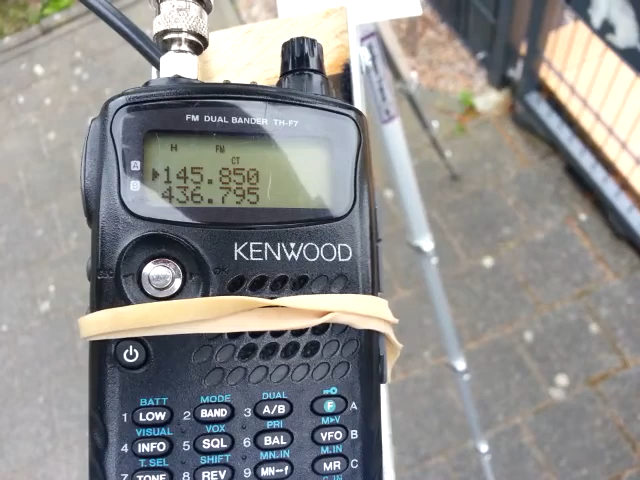 FM DUAL BANDER TH-F7
H FM
CT
A 145.850
B 436.795
KENWOOD
BATT MODE DUAL
1 LOW 2 BAND 3 A/B F A
VISUAL VOX PRI M▸V
4 INFO 5 SQL 6 BAL VFO B
T.SEL SHIFT MN.IN M.IN
7 TONE 8 REV 9 MN-f MR C